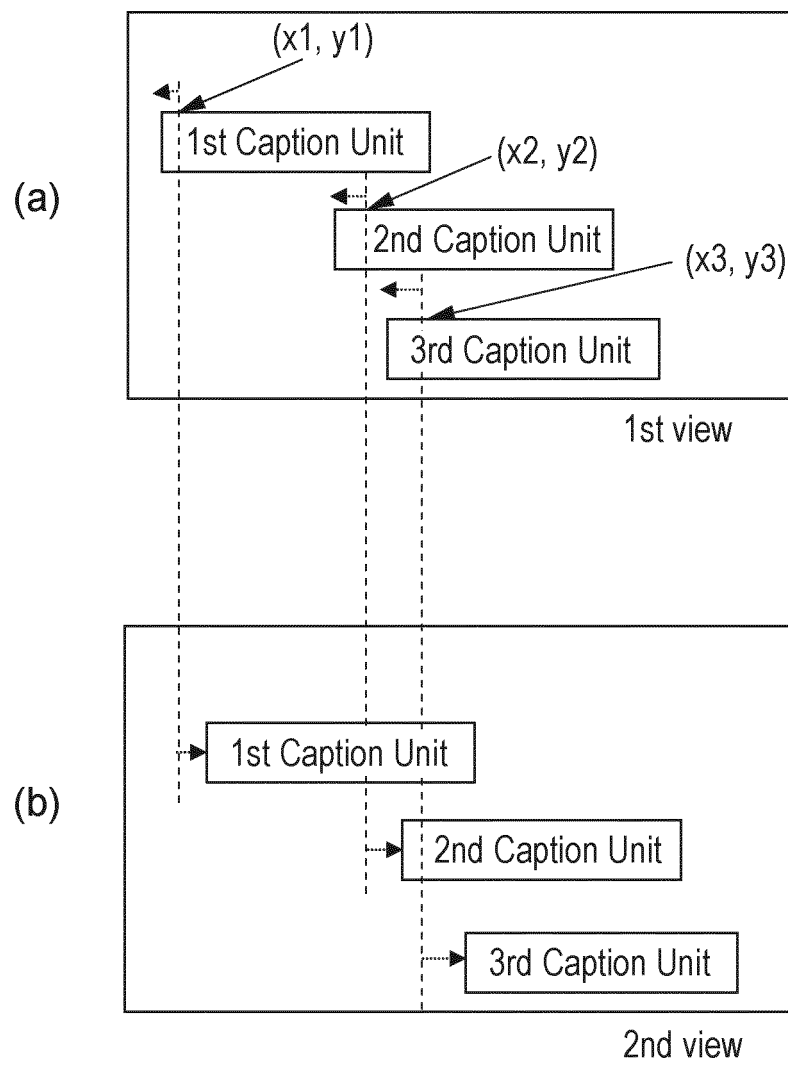 (x1, y1)
1st Caption Unit
(x2, y2)
(a)
2nd Caption Unit
(x3, y3)
3rd Caption Unit
1st view
1st Caption Unit
(b)
2nd Caption Unit
3rd Caption Unit
2nd view